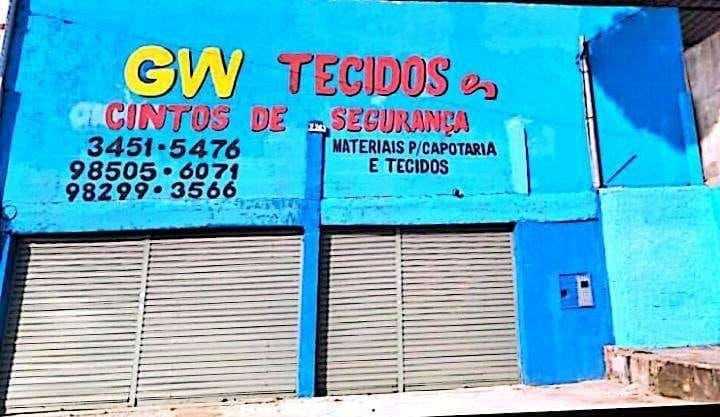 GW TECIDOS
CINTOS DE SEGURANÇA
3451-5476
98505-6071
98299-3566
MATERIAIS P/CAPOTARIA
E TECIDOS